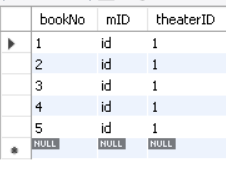 bookNo mID theaterID
1 id 1
2 id 1
3 id 1
4 id 1
5 id 1
NULL NULL NULL